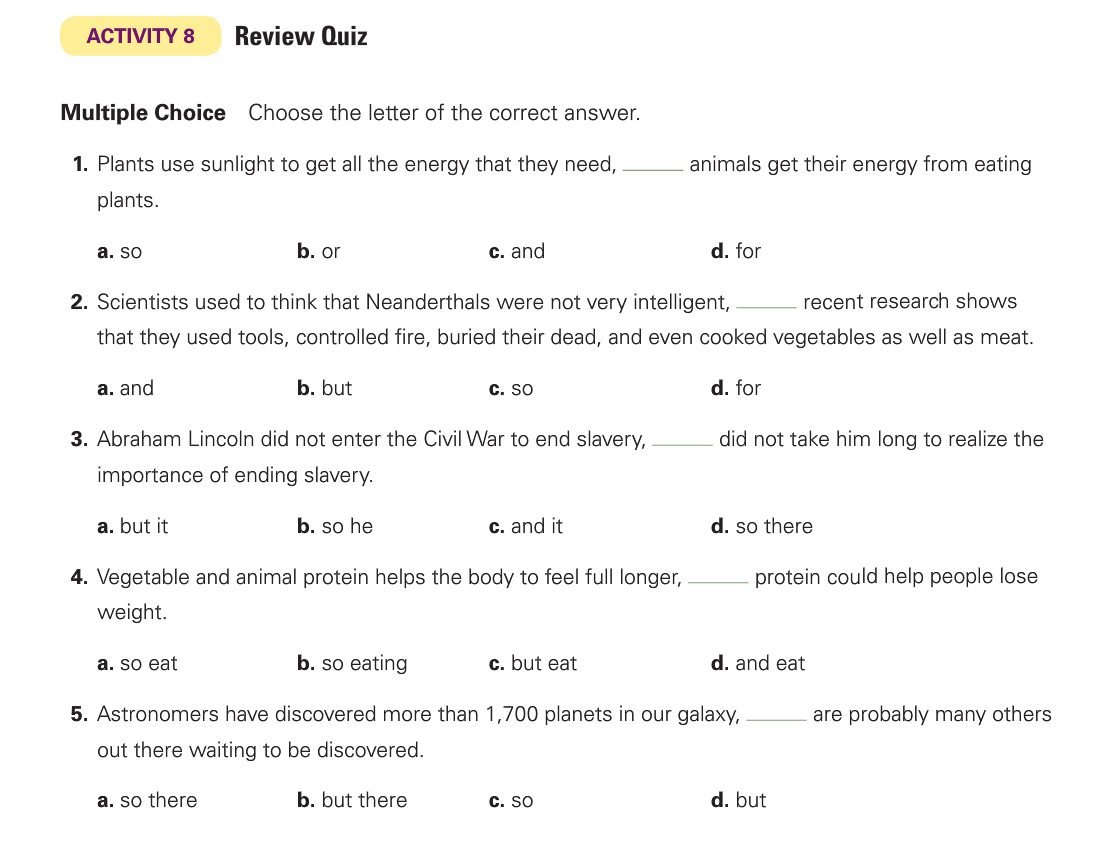 ACTIVITY 8 Review Quiz
Multiple Choice Choose the letter of the correct answer.
1. Plants use sunlight to get all the energy that they need, ______ animals get their energy from eating
plants.
a. so b. or c. and d. for
2. Scientists used to think that Neanderthals were not very intelligent, ______ recent research shows
that they used tools, controlled fire, buried their dead, and even cooked vegetables as well as meat.
a. and b. but c. so d. for
3. Abraham Lincoln did not enter the Civil War to end slavery, ______ did not take him long to realize the
importance of ending slavery.
a. but it b. so he c. and it d. so there
4. Vegetable and animal protein helps the body to feel full longer, ______ protein could help people lose
weight.
a. so eat b. so eating c. but eat d. and eat
5. Astronomers have discovered more than 1,700 planets in our galaxy, ______ are probably many others
out there waiting to be discovered.
a. so there b. but there c. so d. but